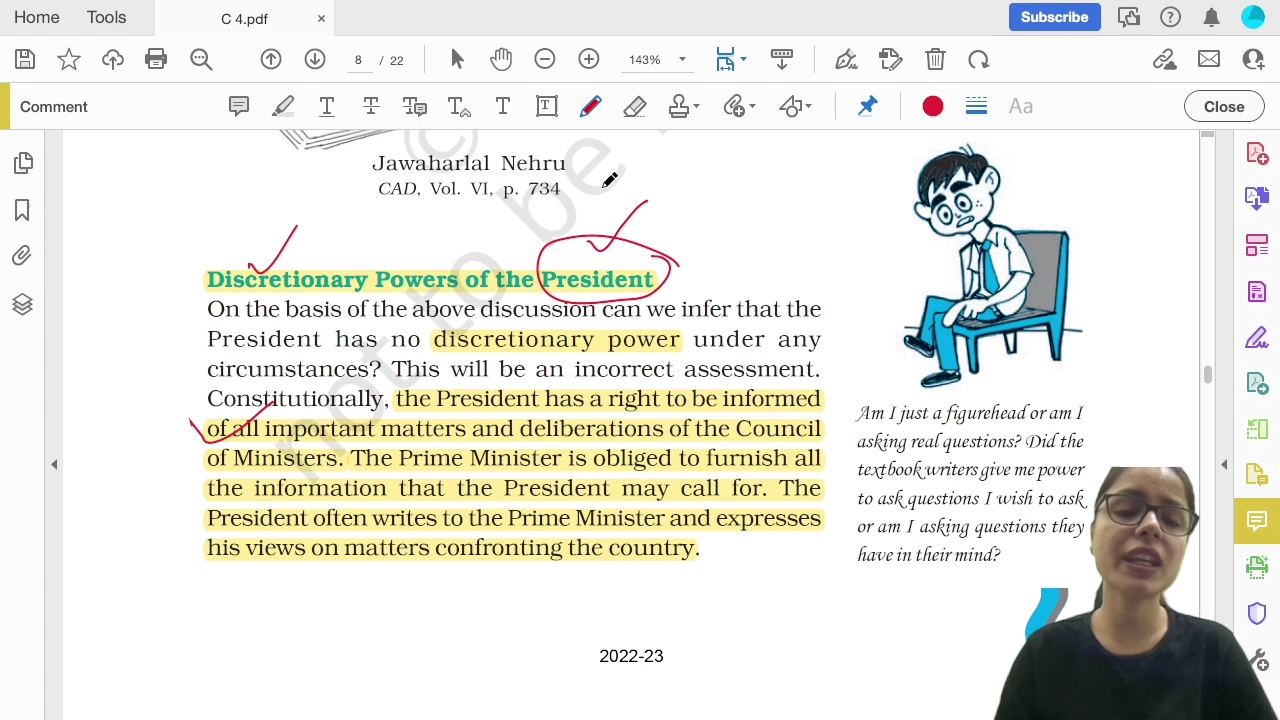 Home Tools C 4.pdf × Subscribe
8 / 22 143%
Comment Close
© not to be
Jawaharlal Nehru
CAD, Vol. VI, p. 734
Discretionary Powers of the President
On the basis of the above discussion can we infer that the
President has no discretionary power under any
circumstances? This will be an incorrect assessment.
Constitutionally, the President has a right to be informed
of all important matters and deliberations of the Council
of Ministers. The Prime Minister is obliged to furnish all
the information that the President may call for. The
President often writes to the Prime Minister and expresses
his views on matters confronting the country.
Am I just a figurehead or am I
asking real questions? Did the
textbook writers give me power
to ask questions I wish to ask
or am I asking questions they
have in their mind?
2022-23